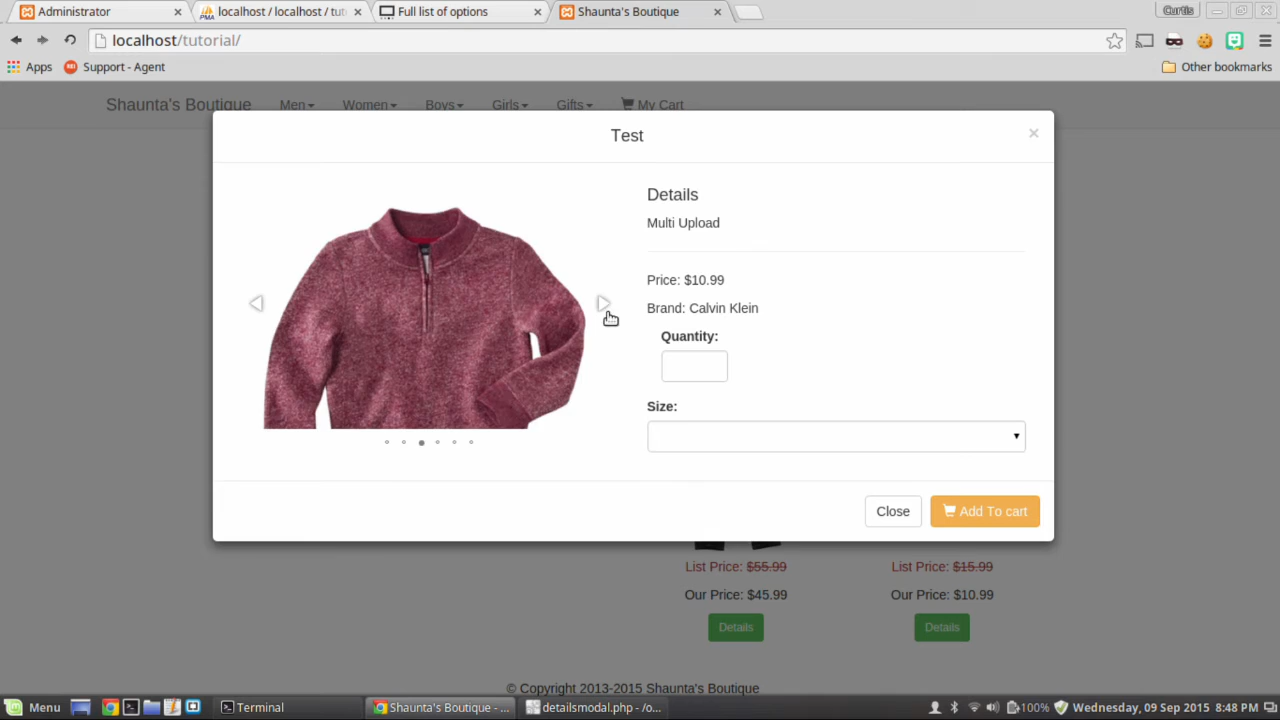 Administrator
localhost / localhost / tut
Full list of options
Shaunta's Boutique
Curtis
localhost/tutorial/
Apps
Support - Agent
Other bookmarks
Shaunta's Boutique
Men
Women
Boys
Girls
Gifts
My Cart
Test
×
Details
Multi Upload
Price: $10.99
Brand: Calvin Klein
Quantity:
Size:
Close
Add To cart
List Price: $55.99
List Price: $15.99
Our Price: $45.99
Our Price: $10.99
Details
Details
© Copyright 2013-2015 Shaunta's Boutique
Menu
Terminal
Shaunta's Boutique - ...
detailsmodal.php - /o...
100%
Wednesday, 09 Sep 2015
8:48 PM